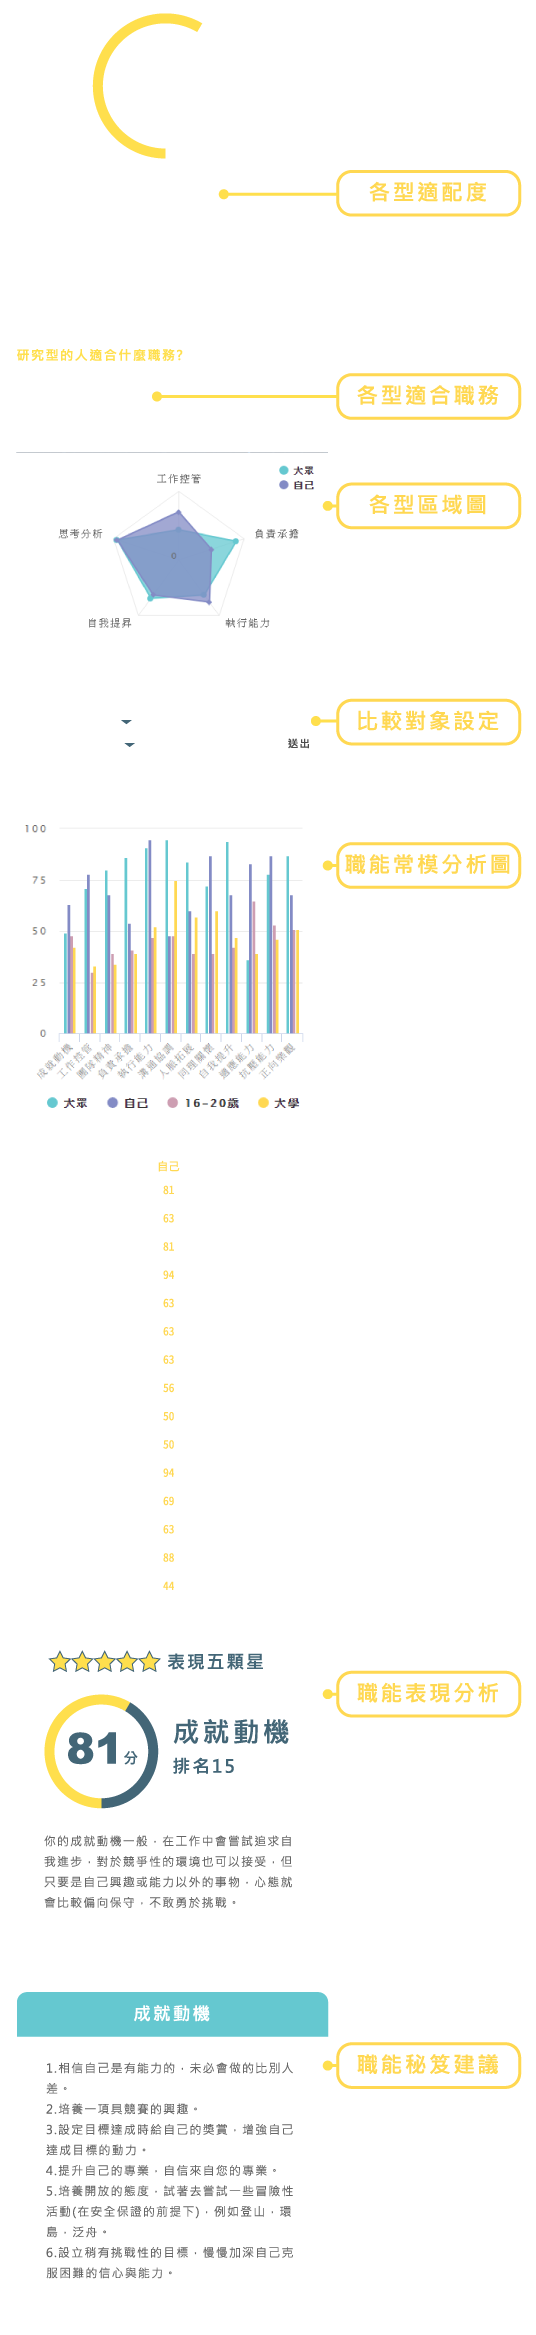 各型適配度
研究型的人適合什麼職務?
各型適合職務
大眾
自己
工作控管
思考分析
負責承擔
0
自我提昇
執行能力
各型區域圖
比較對象設定
送出
100
75
50
25
0
職能常模分析圖
成就動機
工作控管
團隊精神
負責承擔
執行能力
溝通協調
人脈拓展
同理關懷
自我提升
適應能力
抗壓能力
正向樂觀
大眾
自己
16-20歲
大學
自己
81
63
81
94
63
63
63
56
50
50
94
69
63
88
44
表現五顆星
職能表現分析
81分
成就動機
排名15
你的成就動機一般，在工作中會嘗試追求自
我進步，對於競爭性的環境也可以接受，但
只要是自己興趣或能力以外的事物，心態就
會比較偏向保守，不敢勇於挑戰。
成就動機
職能秘笈建議
1.相信自己是有能力的，未必會做的比別人
差。
2.培養一項具競賽的興趣。
3.設定目標達成時給自己的獎賞，增強自己
達成目標的動力。
4.提升自己的專業，自信來自您的專業。
5.培養開放的態度，試著去嘗試一些冒險性
活動(在安全保證的前提下)，例如登山，環
島，泛舟。
6.設立稍有挑戰性的目標，慢慢加深自己克
服困難的信心與能力。